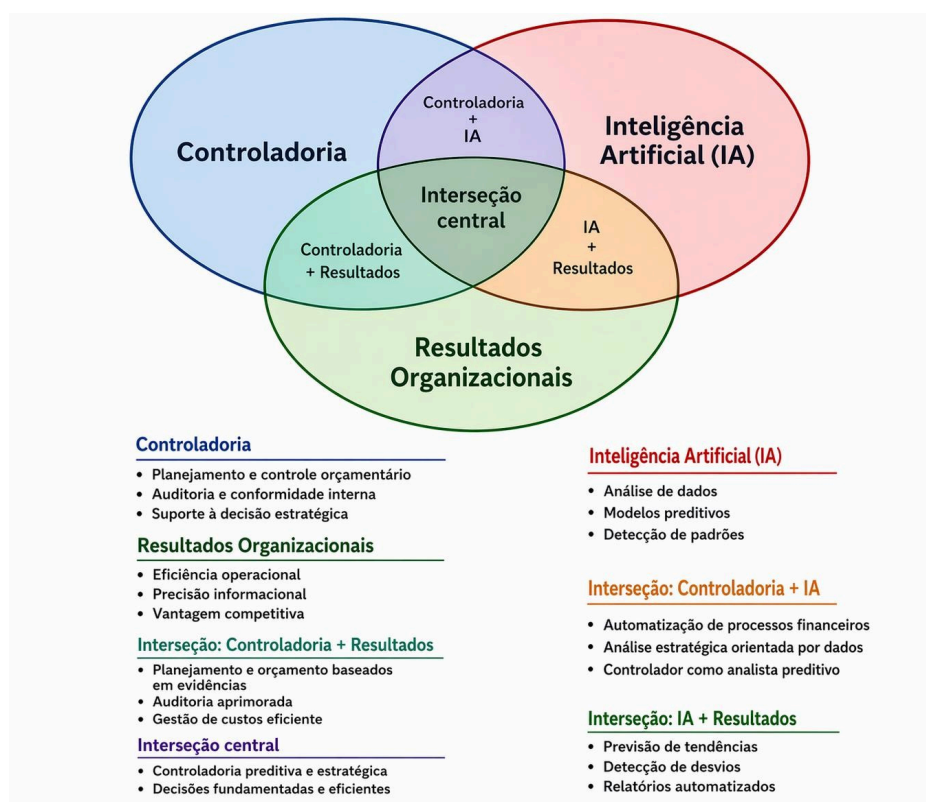 Controladoria
+
IA
Controladoria
Inteligência
Artificial (IA)
Interseção
central
Controladoria
+ Resultados
IA
+
Resultados
Resultados
Organizacionais
Controladoria
• Planejamento e controle orçamentário
• Auditoria e conformidade interna
• Suporte à decisão estratégica
Resultados Organizacionais
• Eficiência operacional
• Precisão informacional
• Vantagem competitiva
Interseção: Controladoria + Resultados
• Planejamento e orçamento baseados
em evidências
• Auditoria aprimorada
• Gestão de custos eficiente
Interseção central
• Controladoria preditiva e estratégica
• Decisões fundamentadas e eficientes
Inteligência Artificial (IA)
• Análise de dados
• Modelos preditivos
• Detecção de padrões
Interseção: Controladoria + IA
• Automatização de processos financeiros
• Análise estratégica orientada por dados
• Controlador como analista preditivo
Interseção: IA + Resultados
• Previsão de tendências
• Detecção de desvios
• Relatórios automatizados